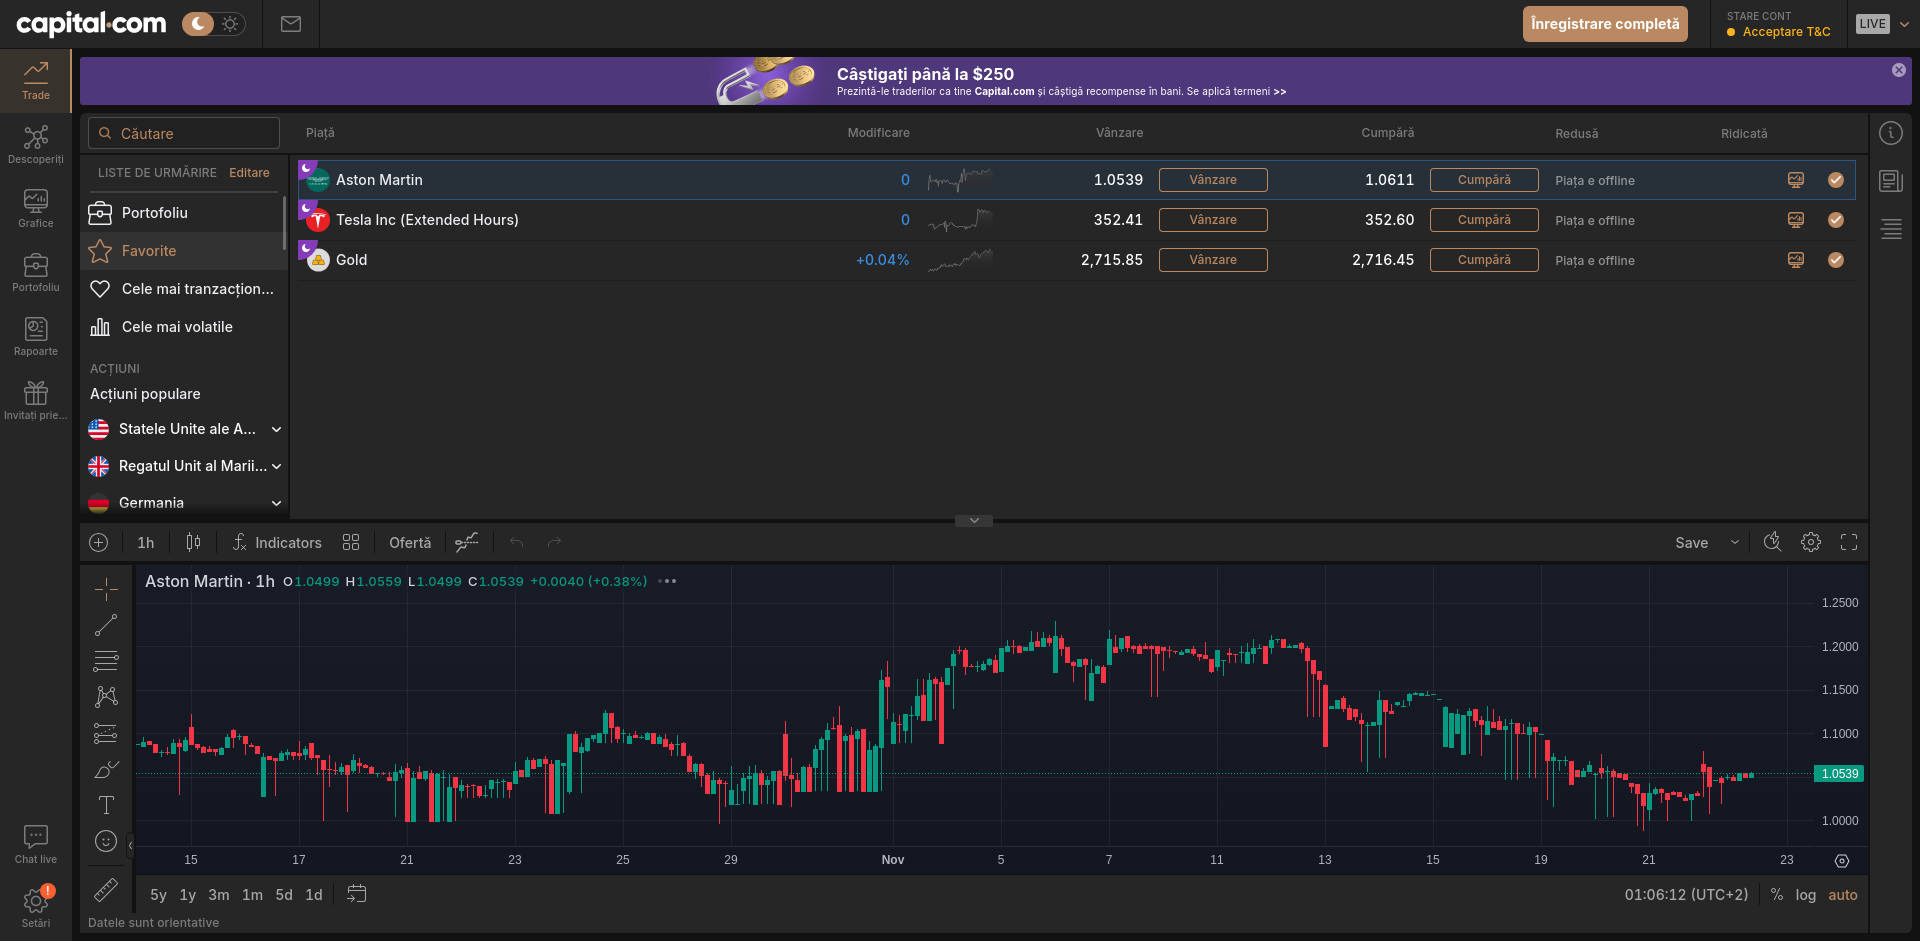 capital.com
Înregistrare completă
STARE CONT
Acceptare T&C
LIVE
Trade
Descoperiți
Grafice
Portofoliu
Rapoarte
Invitați prie...
Chat live
!
Setări
Câștigați până la $250
Prezintă-le traderilor ca tine Capital.com și câștigă recompense în bani. Se aplică termeni >>
Căutare
Piață Modificare Vânzare Cumpără Redusă Ridicată
LISTE DE URMĂRIRE Editare
Portofoliu
Favorite
Cele mai tranzacțion...
Cele mai volatile
ACȚIUNI
Acțiuni populare
Statele Unite ale A...
Regatul Unit al Marii...
Germania
Aston Martin 0 1.0539 Vânzare 1.0611 Cumpără Piața e offline
Tesla Inc (Extended Hours) 0 352.41 Vânzare 352.60 Cumpără Piața e offline
Gold +0.04% 2,715.85 Vânzare 2,716.45 Cumpără Piața e offline
1h Indicators Ofertă Save
Aston Martin · 1h O1.0499 H1.0559 L1.0499 C1.0539 +0.0040 (+0.38%)
1.2500
1.2000
1.1500
1.1000
1.0539
1.0000
15 17 21 23 25 29 Nov 5 7 11 13 15 19 21 23
5y 1y 3m 1m 5d 1d 01:06:12 (UTC+2) % log auto
Datele sunt orientative